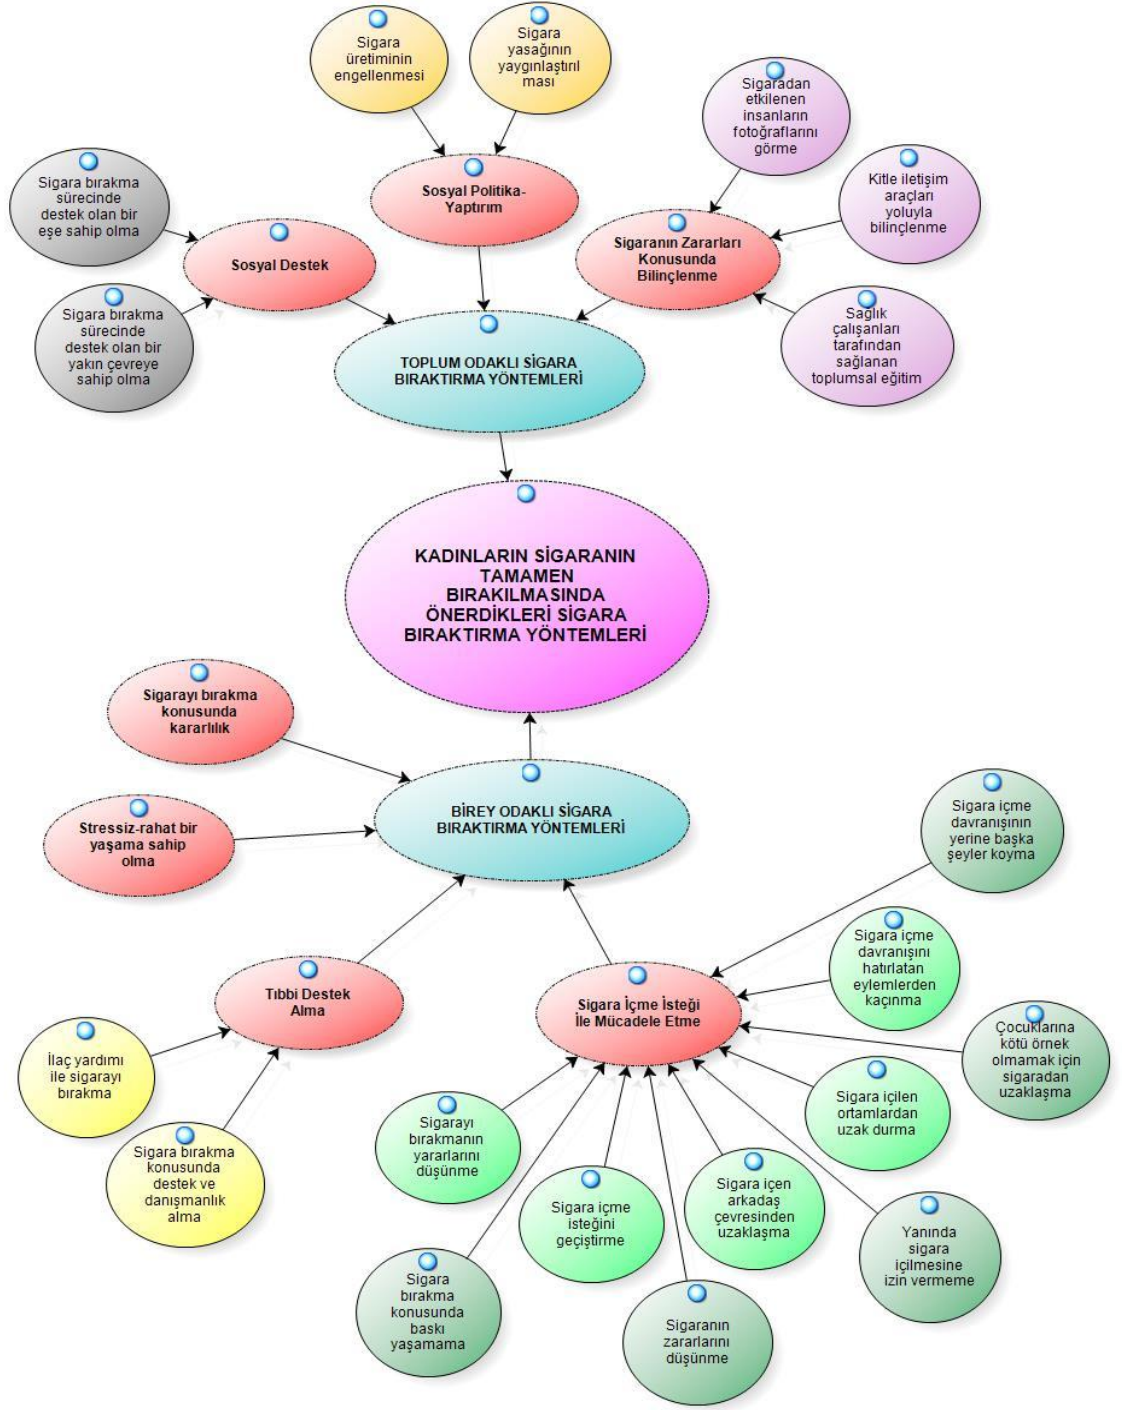 Sigara
üretiminin
engellenmesi
Sigara
yasağının
yaygınlaştırıl
ması
Sigaradan
etkilenen
insanların
fotoğraflarını
görme
Sigara bırakma
sürecinde
destek olan bir
eşe sahip olma
Sosyal Politika-
Yaptırım
Kitle iletişim
araçları
yoluyla
bilinçlenme
Sosyal Destek
Sigaranın Zararları
Konusunda
Bilinçlenme
Sigara bırakma
sürecinde
destek olan bir
yakın çevreye
sahip olma
Sağlık
çalışanları
tarafından
sağlanan
toplumsal eğitim
TOPLUM ODAKLI SİGARA
BIRAKTIRMA YÖNTEMLERİ
KADINLARIN SİGARANIN
TAMAMEN
BIRAKILMASINDA
ÖNERDİKLERİ SİGARA
BIRAKTIRMA YÖNTEMLERİ
Sigarayı bırakma
konusunda
kararlılık
BİREY ODAKLI SİGARA
BIRAKTIRMA YÖNTEMLERİ
Stressiz-rahat bir
yaşama sahip
olma
Sigara içme
davranışının
yerine başka
şeyler koyma
Sigara içme
davranışını
hatırlatan
eylemlerden
kaçınma
Tıbbi Destek
Alma
Sigara İçme İsteği
İle Mücadele Etme
Çocuklarına
kötü örnek
olmamak için
sigaradan
uzaklaşma
İlaç yardımı
ile sigarayı
bırakma
Sigara içilen
ortamlardan
uzak durma
Sigara bırakma
konusunda
destek ve
danışmanlık
alma
Sigarayı
bırakmanın
yararlarını
düşünme
Sigara içme
isteğini
geçiştirme
Sigara içen
arkadaş
çevresinden
uzaklaşma
Yanında
sigara
içilmesine
izin vermeme
Sigara
bırakma
konusunda
baskı
yaşamama
Sigaranın
zararlarını
düşünme